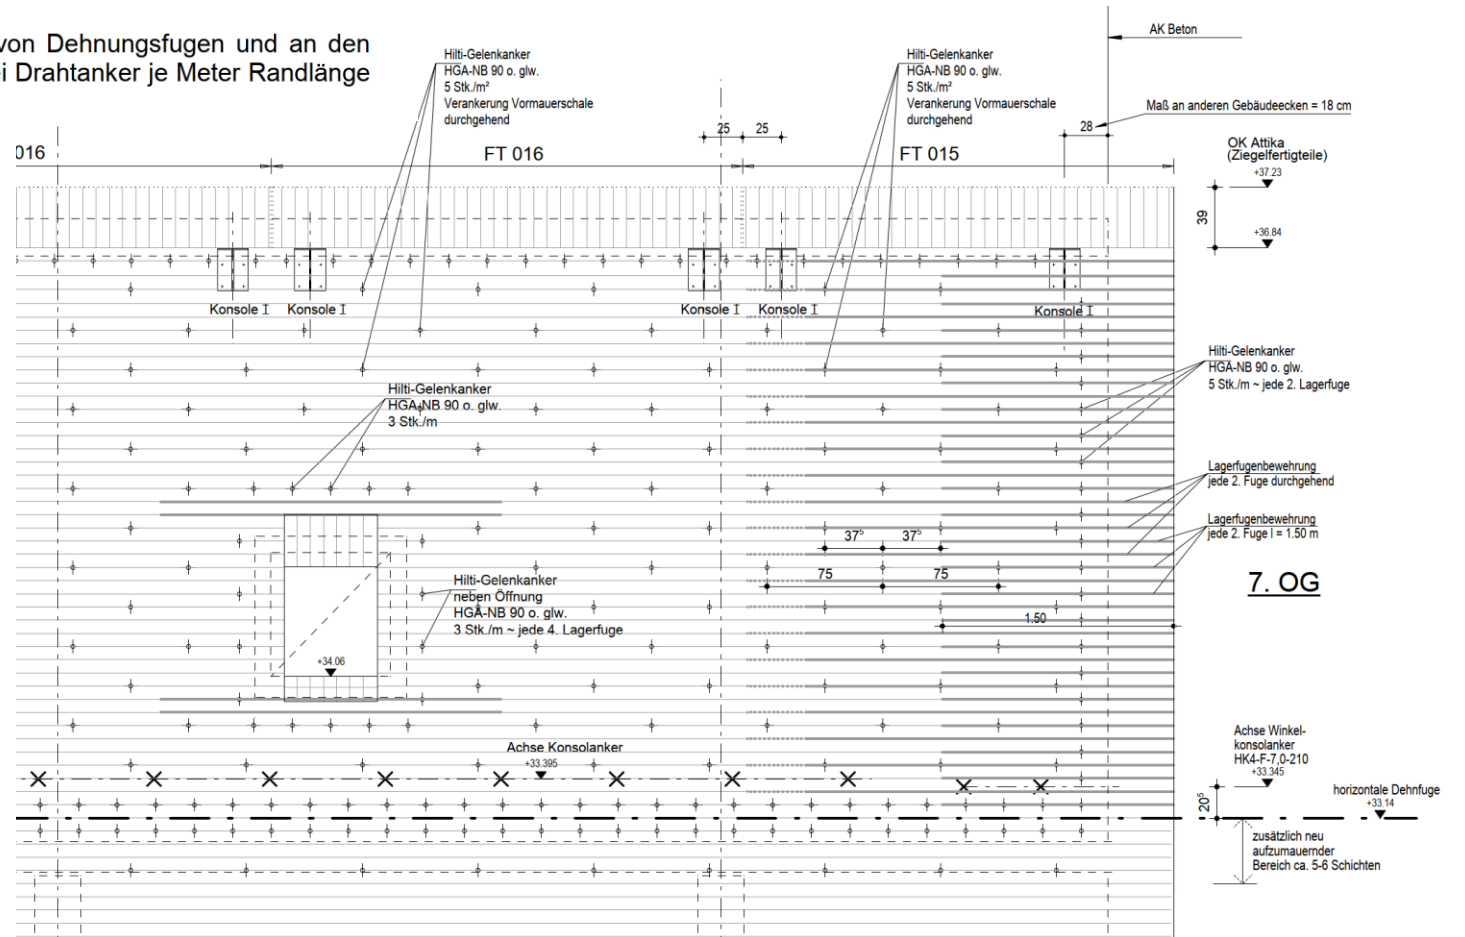 von Dehnungsfugen und an den
ei Drahtanker je Meter Randlänge
Hilti-Gelenkanker
HGA-NB 90 o. glw.
5 Stk./m²
Verankerung Vormauerschale
durchgehend
Hilti-Gelenkanker
HGA-NB 90 o. glw.
5 Stk./m²
Verankerung Vormauerschale
durchgehend
AK Beton
Maß an anderen Gebäudeecken = 18 cm
25
25
28
016
FT 016
FT 015
OK Attika
(Ziegelfertigteile)
+37.23
39
+36.84
Konsole I
Konsole I
Konsole I
Konsole I
Konsole I
Hilti-Gelenkanker
HGA-NB 90 o. glw.
5 Stk./m ~ jede 2. Lagerfuge
Hilti-Gelenkanker
HGA-NB 90 o. glw.
3 Stk./m
Lagerfugenbewehrung
jede 2. Fuge durchgehend
Lagerfugenbewehrung
jede 2. Fuge l = 1.50 m
37⁵
37⁵
75
75
7. OG
Hilti-Gelenkanker
neben Öffnung
HGA-NB 90 o. glw.
3 Stk./m ~ jede 4. Lagerfuge
1.50
+34.06
Achse Konsolanker
+33.395
Achse Winkel-
konsolanker
HK4-F-7,0-210
+33.345
20⁵
horizontale Dehnfuge
+33.14
zusätzlich neu
aufzumauernder
Bereich ca. 5-6 Schichten